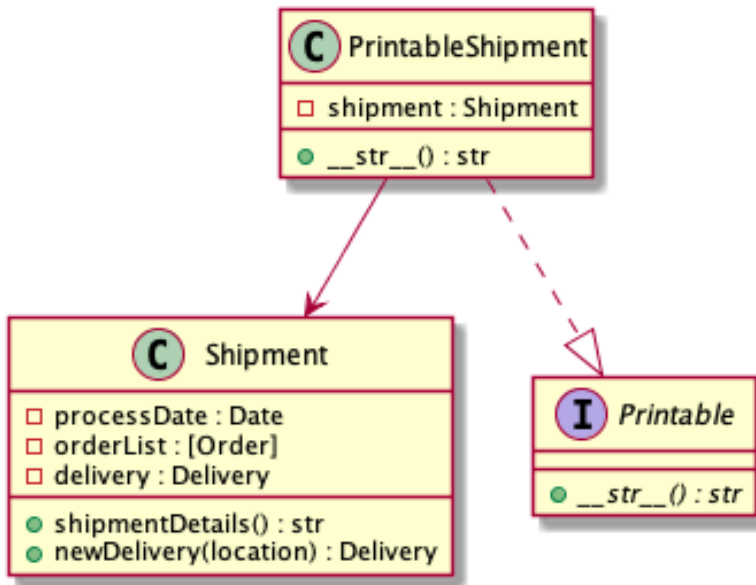 C PrintableShipment
shipment : Shipment
__str__() : str
C Shipment
processDate : Date
orderList : [Order]
delivery : Delivery
shipmentDetails() : str
newDelivery(location) : Delivery
I Printable
__str__() : str